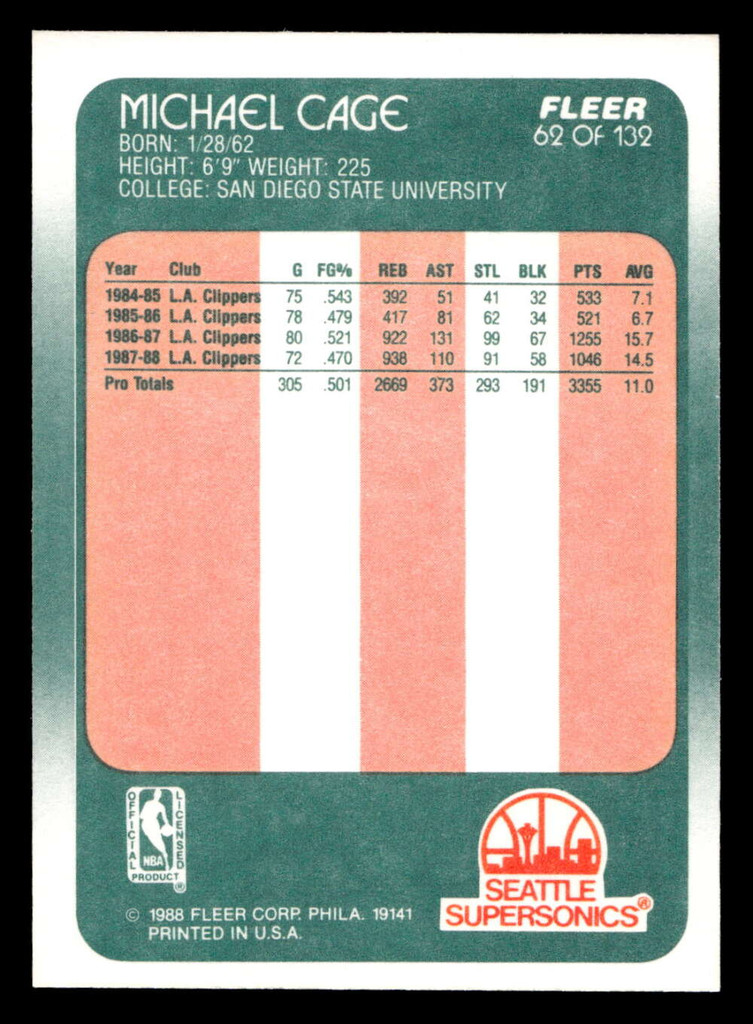 MICHAEL CAGE
BORN: 1/28/62
HEIGHT: 6'9" WEIGHT: 225
COLLEGE: SAN DIEGO STATE UNIVERSITY
FLEER
62 OF 132
Year Club G FG% REB AST STL BLK PTS AVG
1984-85 L.A. Clippers 75 .543 392 51 41 32 533 7.1
1985-86 L.A. Clippers 78 .479 417 81 62 34 521 6.7
1986-87 L.A. Clippers 80 .521 922 131 99 67 1255 15.7
1987-88 L.A. Clippers 72 .470 938 110 91 58 1046 14.5
Pro Totals 305 .501 2669 373 293 191 3355 11.0
OFFICIAL LICENSED
NBA
PRODUCT ®
© 1988 FLEER CORP. PHILA. 19141
PRINTED IN U.S.A.
SEATTLE
SUPERSONICS®